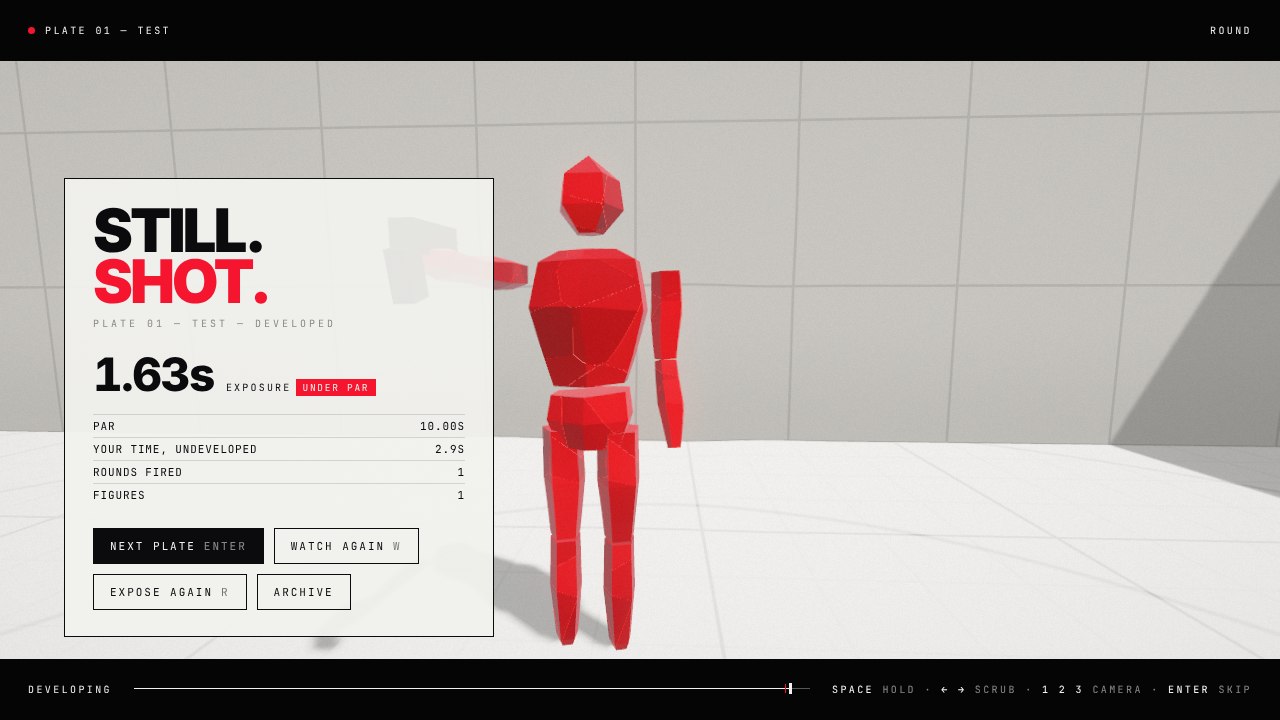 PLATE 01 — TEST
ROUND
STILL.
SHOT.
PLATE 01 — TEST — DEVELOPED
1.63s EXPOSURE UNDER PAR
PAR 10.00S
YOUR TIME, UNDEVELOPED 2.9S
ROUNDS FIRED 1
FIGURES 1
NEXT PLATE ENTER WATCH AGAIN W
EXPOSE AGAIN R ARCHIVE
DEVELOPING SPACE HOLD · ← → SCRUB · 1 2 3 CAMERA · ENTER SKIP